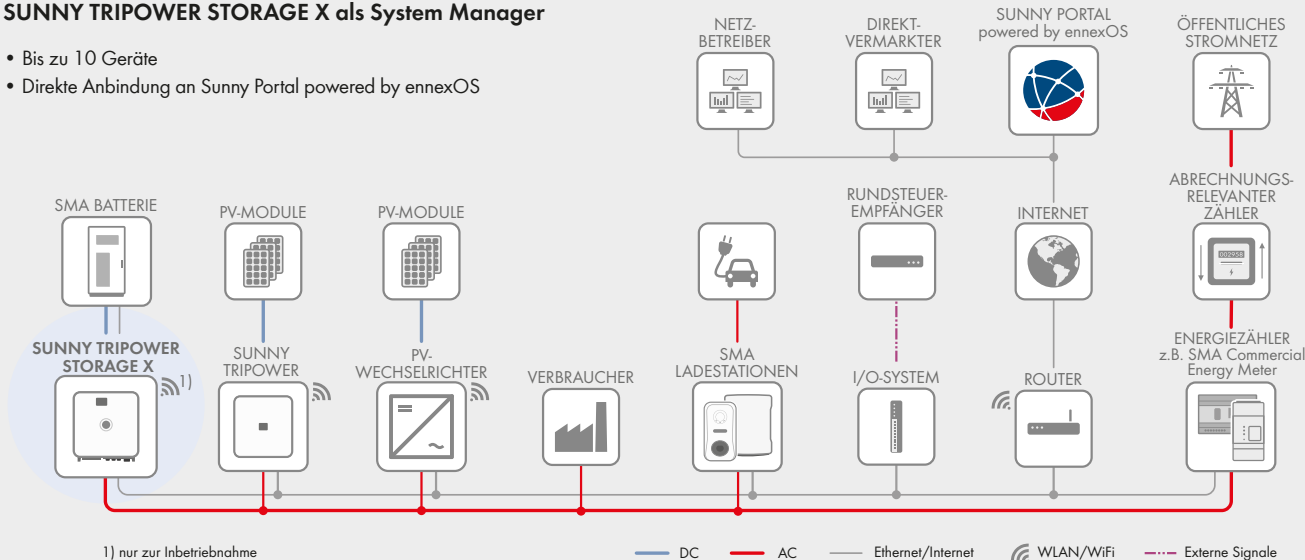 SUNNY TRIPOWER STORAGE X als System Manager
• Bis zu 10 Geräte
• Direkte Anbindung an Sunny Portal powered by ennexOS
NETZ-
BETREIBER
DIREKT-
VERMARKTER
SUNNY PORTAL
powered by ennexOS
ÖFFENTLICHES
STROMNETZ
SMA BATTERIE
PV-MODULE
PV-MODULE
RUNDSTEUER-
EMPFÄNGER
INTERNET
ABRECHNUNGS-
RELEVANTER
ZÄHLER
SUNNY TRIPOWER
STORAGE X
1)
SUNNY
TRIPOWER
PV-
WECHSELRICHTER
VERBRAUCHER
SMA
LADESTATIONEN
I/O-SYSTEM
ROUTER
ENERGIEZÄHLER
z.B. SMA Commercial
Energy Meter
1) nur zur Inbetriebnahme
DC
AC
Ethernet/Internet
WLAN/WiFi
Externe Signale